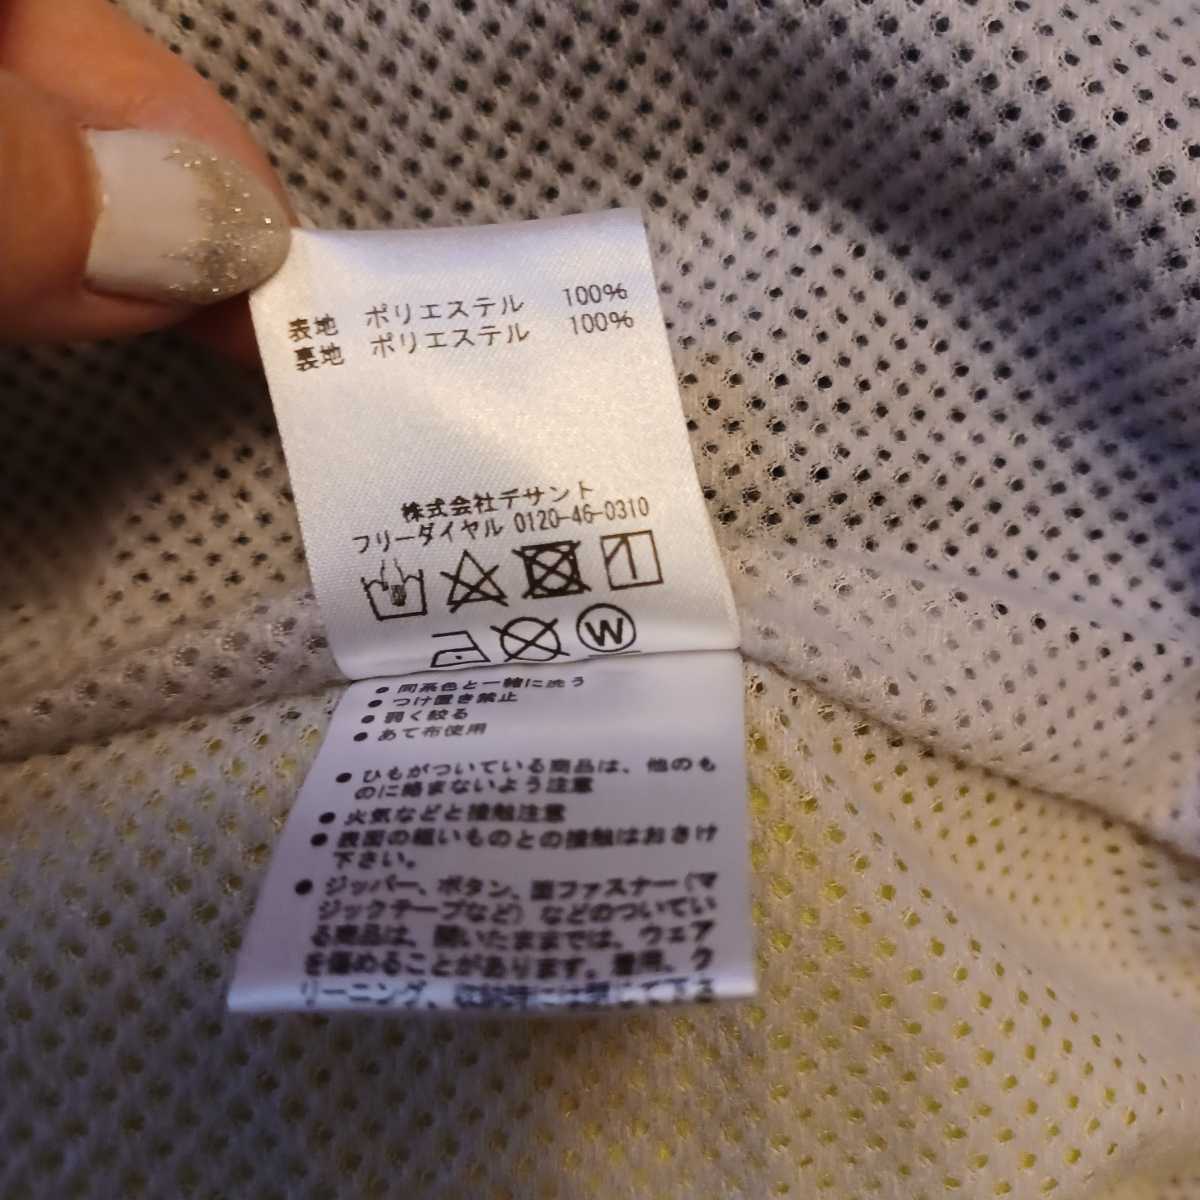 表地 ポリエステル 100%
裏地 ポリエステル 100%
株式会社デサント
フリーダイヤル 0120-46-0310
W
● 同系色と一緒に洗う
● つけ置き禁止
● 弱く絞る
● あて布使用
● ひもがついている商品は、他のも
のに絡まないよう注意
● 火気などと接触注意
● 表面の粗いものとの接触はおさけ
下さい。
● ジッパー、ボタン、面ファスナー(マ
ジックテープなど)などのついてい
る商品は、開いたままでは、ウェア
を傷めることがあります。着用、ク
リーニング、